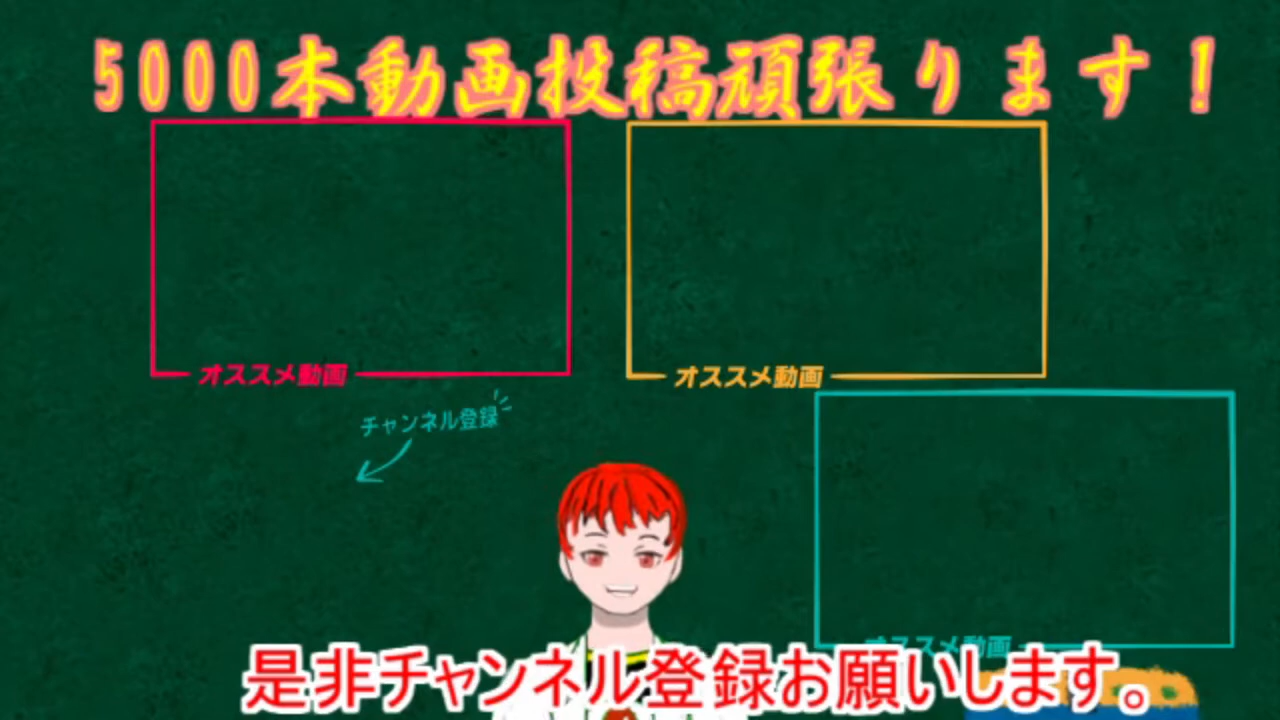 5000本動画投稿頑張ります!
オススメ動画
オススメ動画
チャンネル登録
オススメ動画
是非チャンネル登録お願いします。